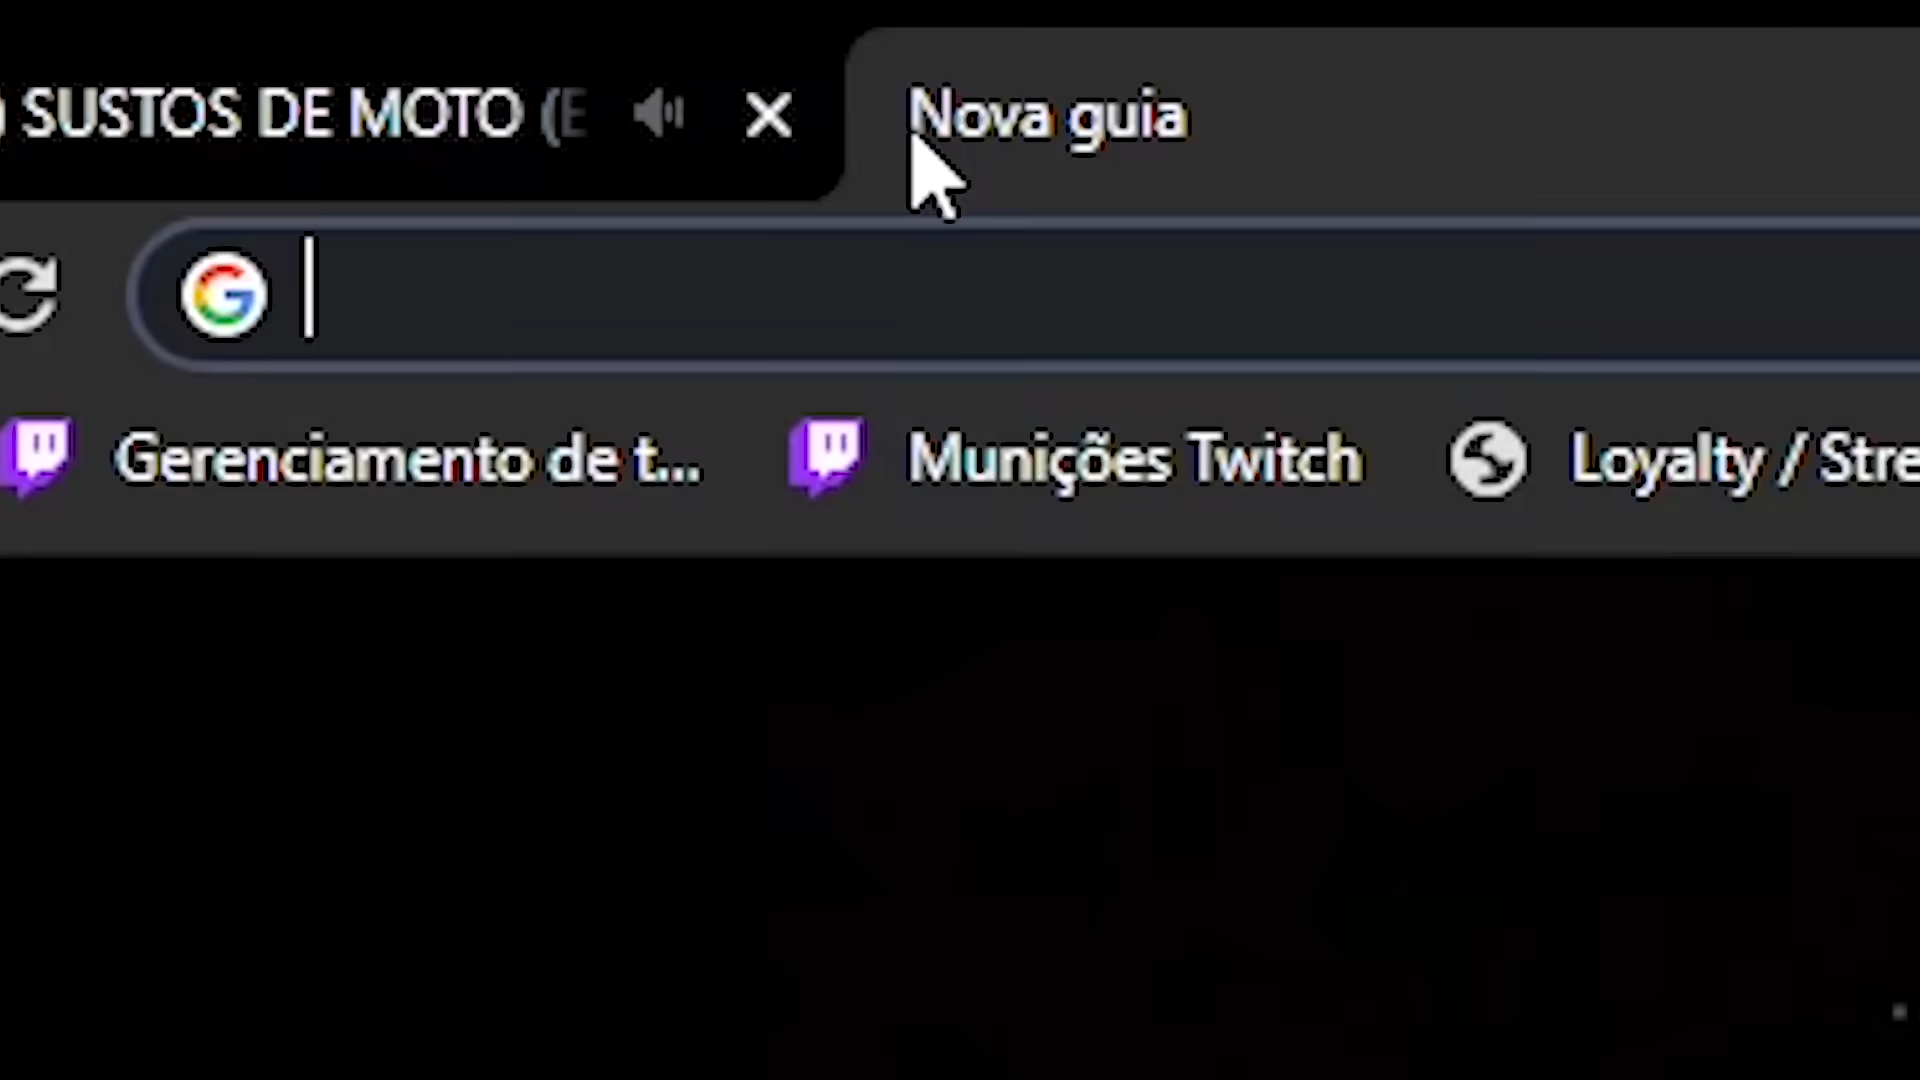 SUSTOS DE MOTO (E
Nova guia
Gerenciamento de t...
Munições Twitch
Loyalty / Stre